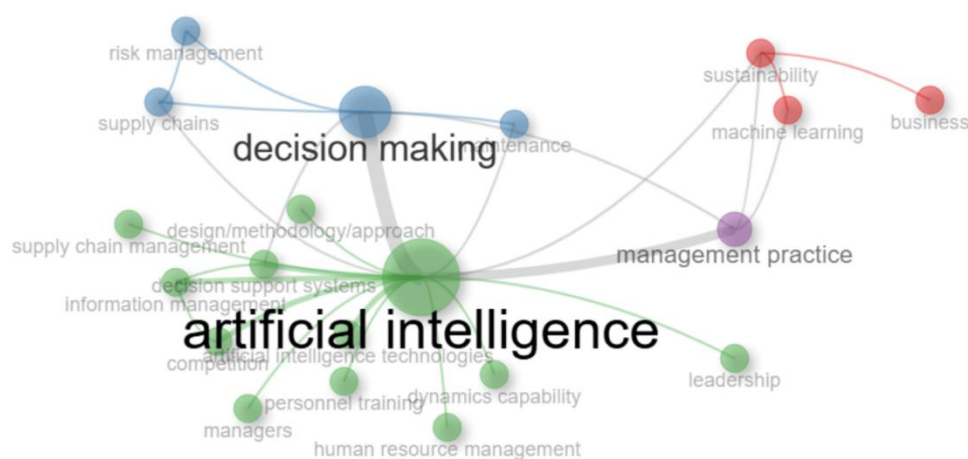 risk management
sustainability
supply chains
machine learning
business
decision making
maintenance
design/methodology/approach
supply chain management
management practice
decision support systems
information management
artificial intelligence
artificial intelligence technologies
competition
leadership
dynamics capability
personnel training
managers
human resource management